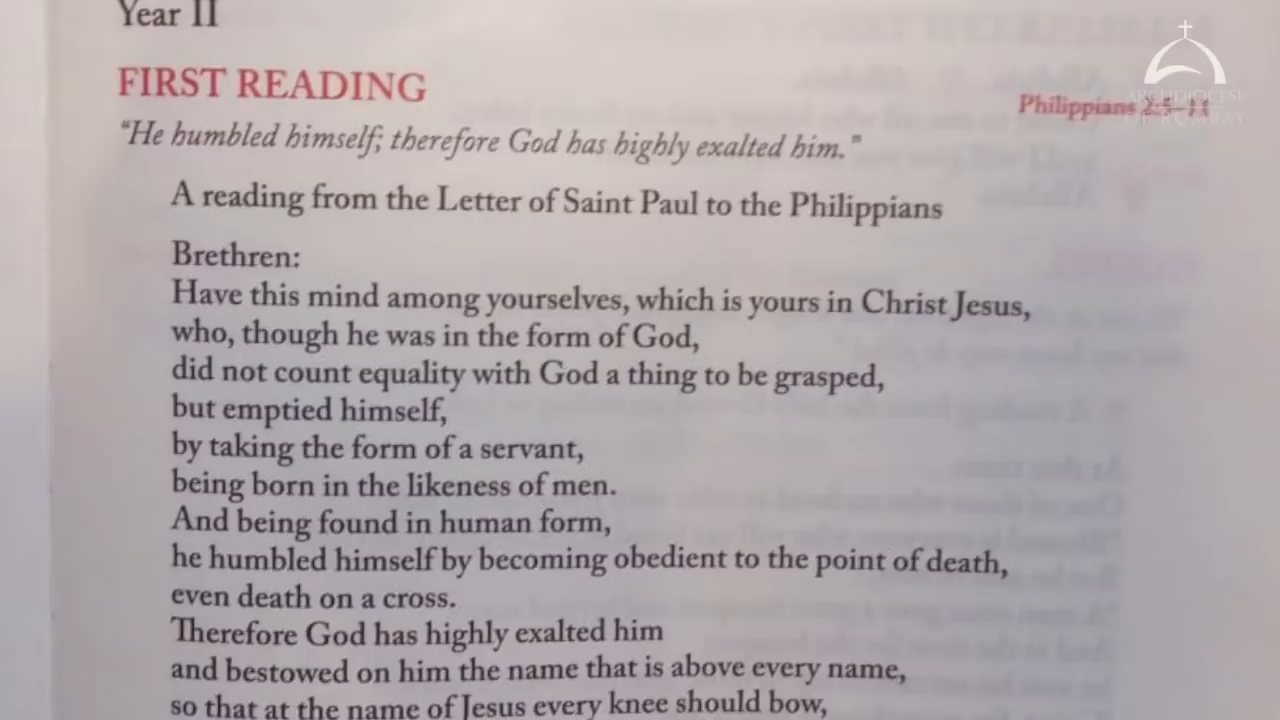 Year II
FIRST READING
Philippians 2:5–11
ARCHDIOCESE
OF BOMBAY
"He humbled himself; therefore God has highly exalted him."
A reading from the Letter of Saint Paul to the Philippians
Brethren:
Have this mind among yourselves, which is yours in Christ Jesus,
who, though he was in the form of God,
did not count equality with God a thing to be grasped,
but emptied himself,
by taking the form of a servant,
being born in the likeness of men.
And being found in human form,
he humbled himself by becoming obedient to the point of death,
even death on a cross.
Therefore God has highly exalted him
and bestowed on him the name that is above every name,
so that at the name of Jesus every knee should bow,